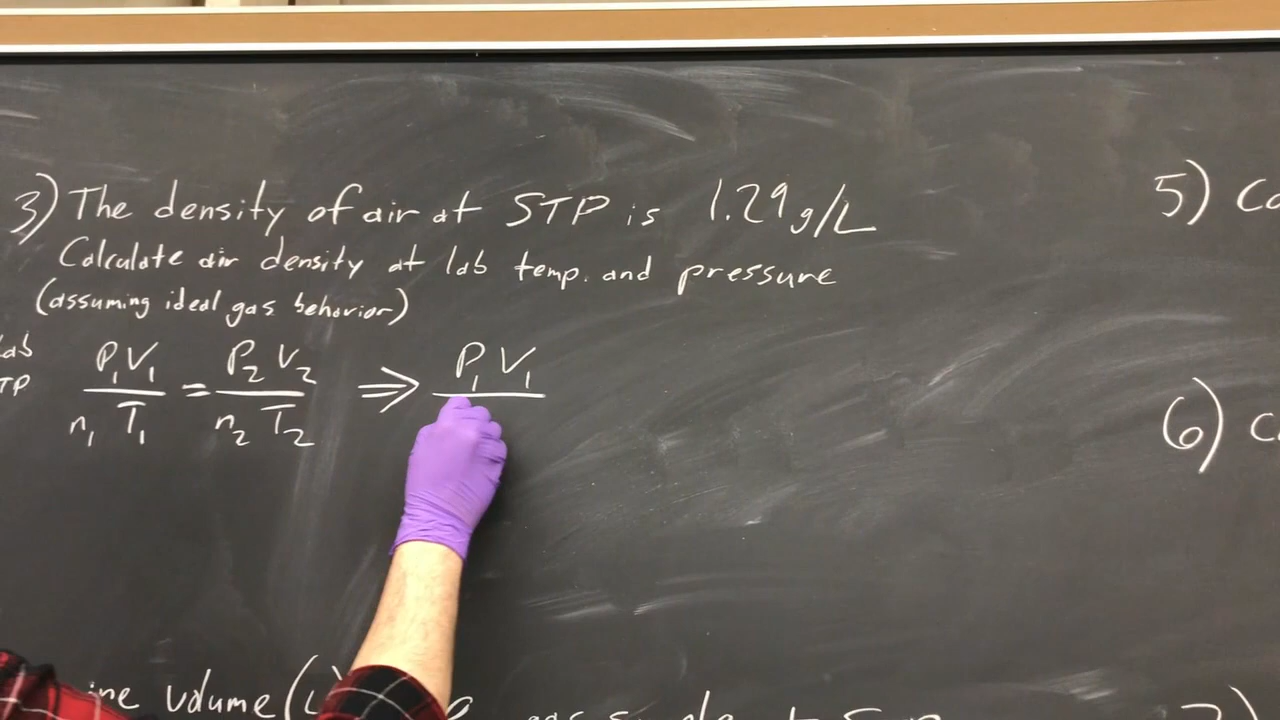 3) The density of air at STP is 1.29 g/L
Calculate air density at lab temp. and pressure
(assuming ideal gas behavior)
P₁V₁ / n₁T₁ = P₂V₂ / n₂T₂ ⇒ P₁V₁
5)
6)
volume